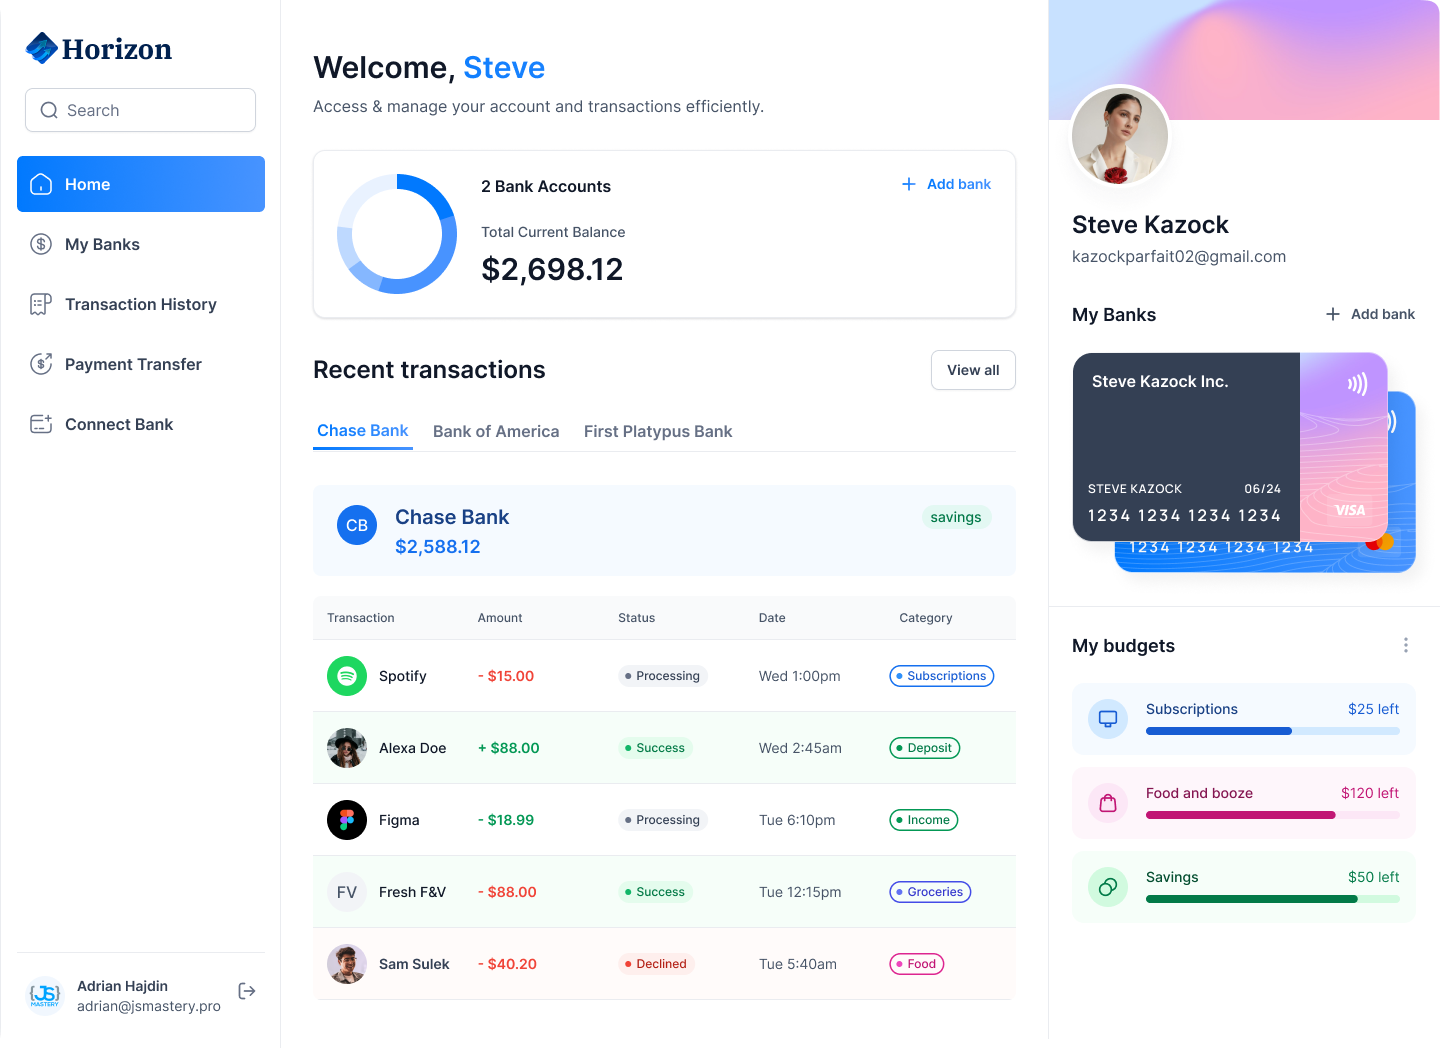 Horizon
Search
Home
My Banks
Transaction History
Payment Transfer
Connect Bank
{JS}
MASTERY
Adrian Hajdin
adrian@jsmastery.pro
Welcome, Steve
Access & manage your account and transactions efficiently.
2 Bank Accounts
Add bank
Total Current Balance
$2,698.12
Recent transactions
View all
Chase Bank Bank of America First Platypus Bank
CB
Chase Bank
savings
$2,588.12
Transaction Amount Status Date Category
Spotify - $15.00 Processing Wed 1:00pm Subscriptions
Alexa Doe + $88.00 Success Wed 2:45am Deposit
Figma - $18.99 Processing Tue 6:10pm Income
FV Fresh F&V - $88.00 Success Tue 12:15pm Groceries
Sam Sulek - $40.20 Declined Tue 5:40am Food
Steve Kazock
kazockparfait02@gmail.com
My Banks
Add bank
Steve Kazock Inc.
STEVE KAZOCK 06/24
1234 1234 1234 1234
VISA
1234 1234 1234 1234
My budgets
Subscriptions $25 left
Food and booze $120 left
Savings $50 left